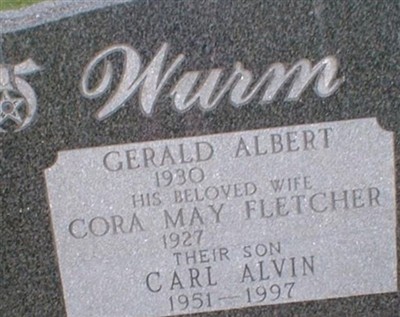 Wurm
GERALD ALBERT
1930
HIS BELOVED WIFE
CORA MAY FLETCHER
1927
THEIR SON
CARL ALVIN
1951—1997